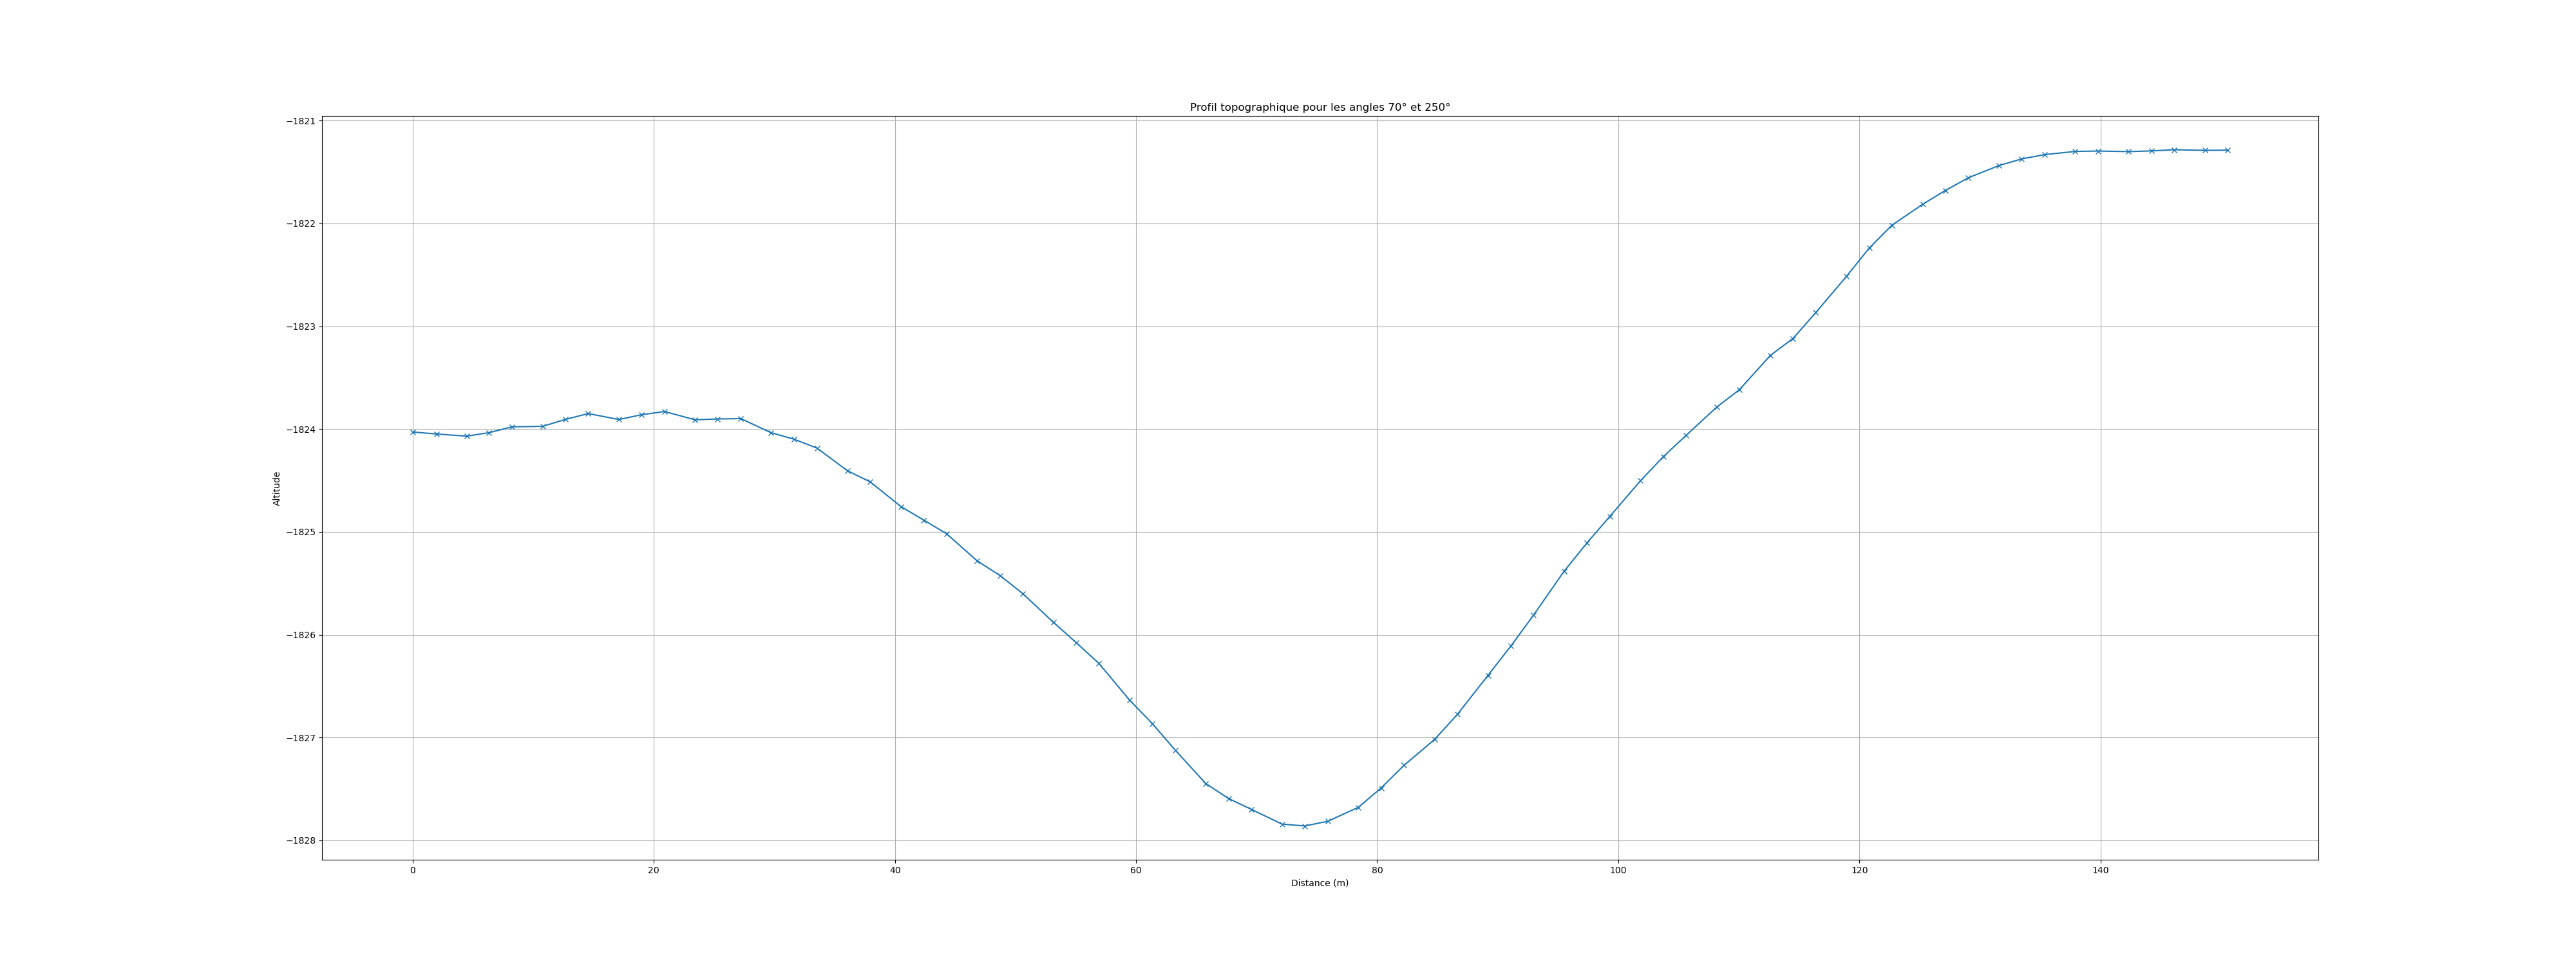 Profil topographique pour les angles 70° et 250°
−1821
−1822
−1823
−1824
−1825
−1826
−1827
−1828
Altitude
0 20 40 60 80 100 120 140
Distance (m)